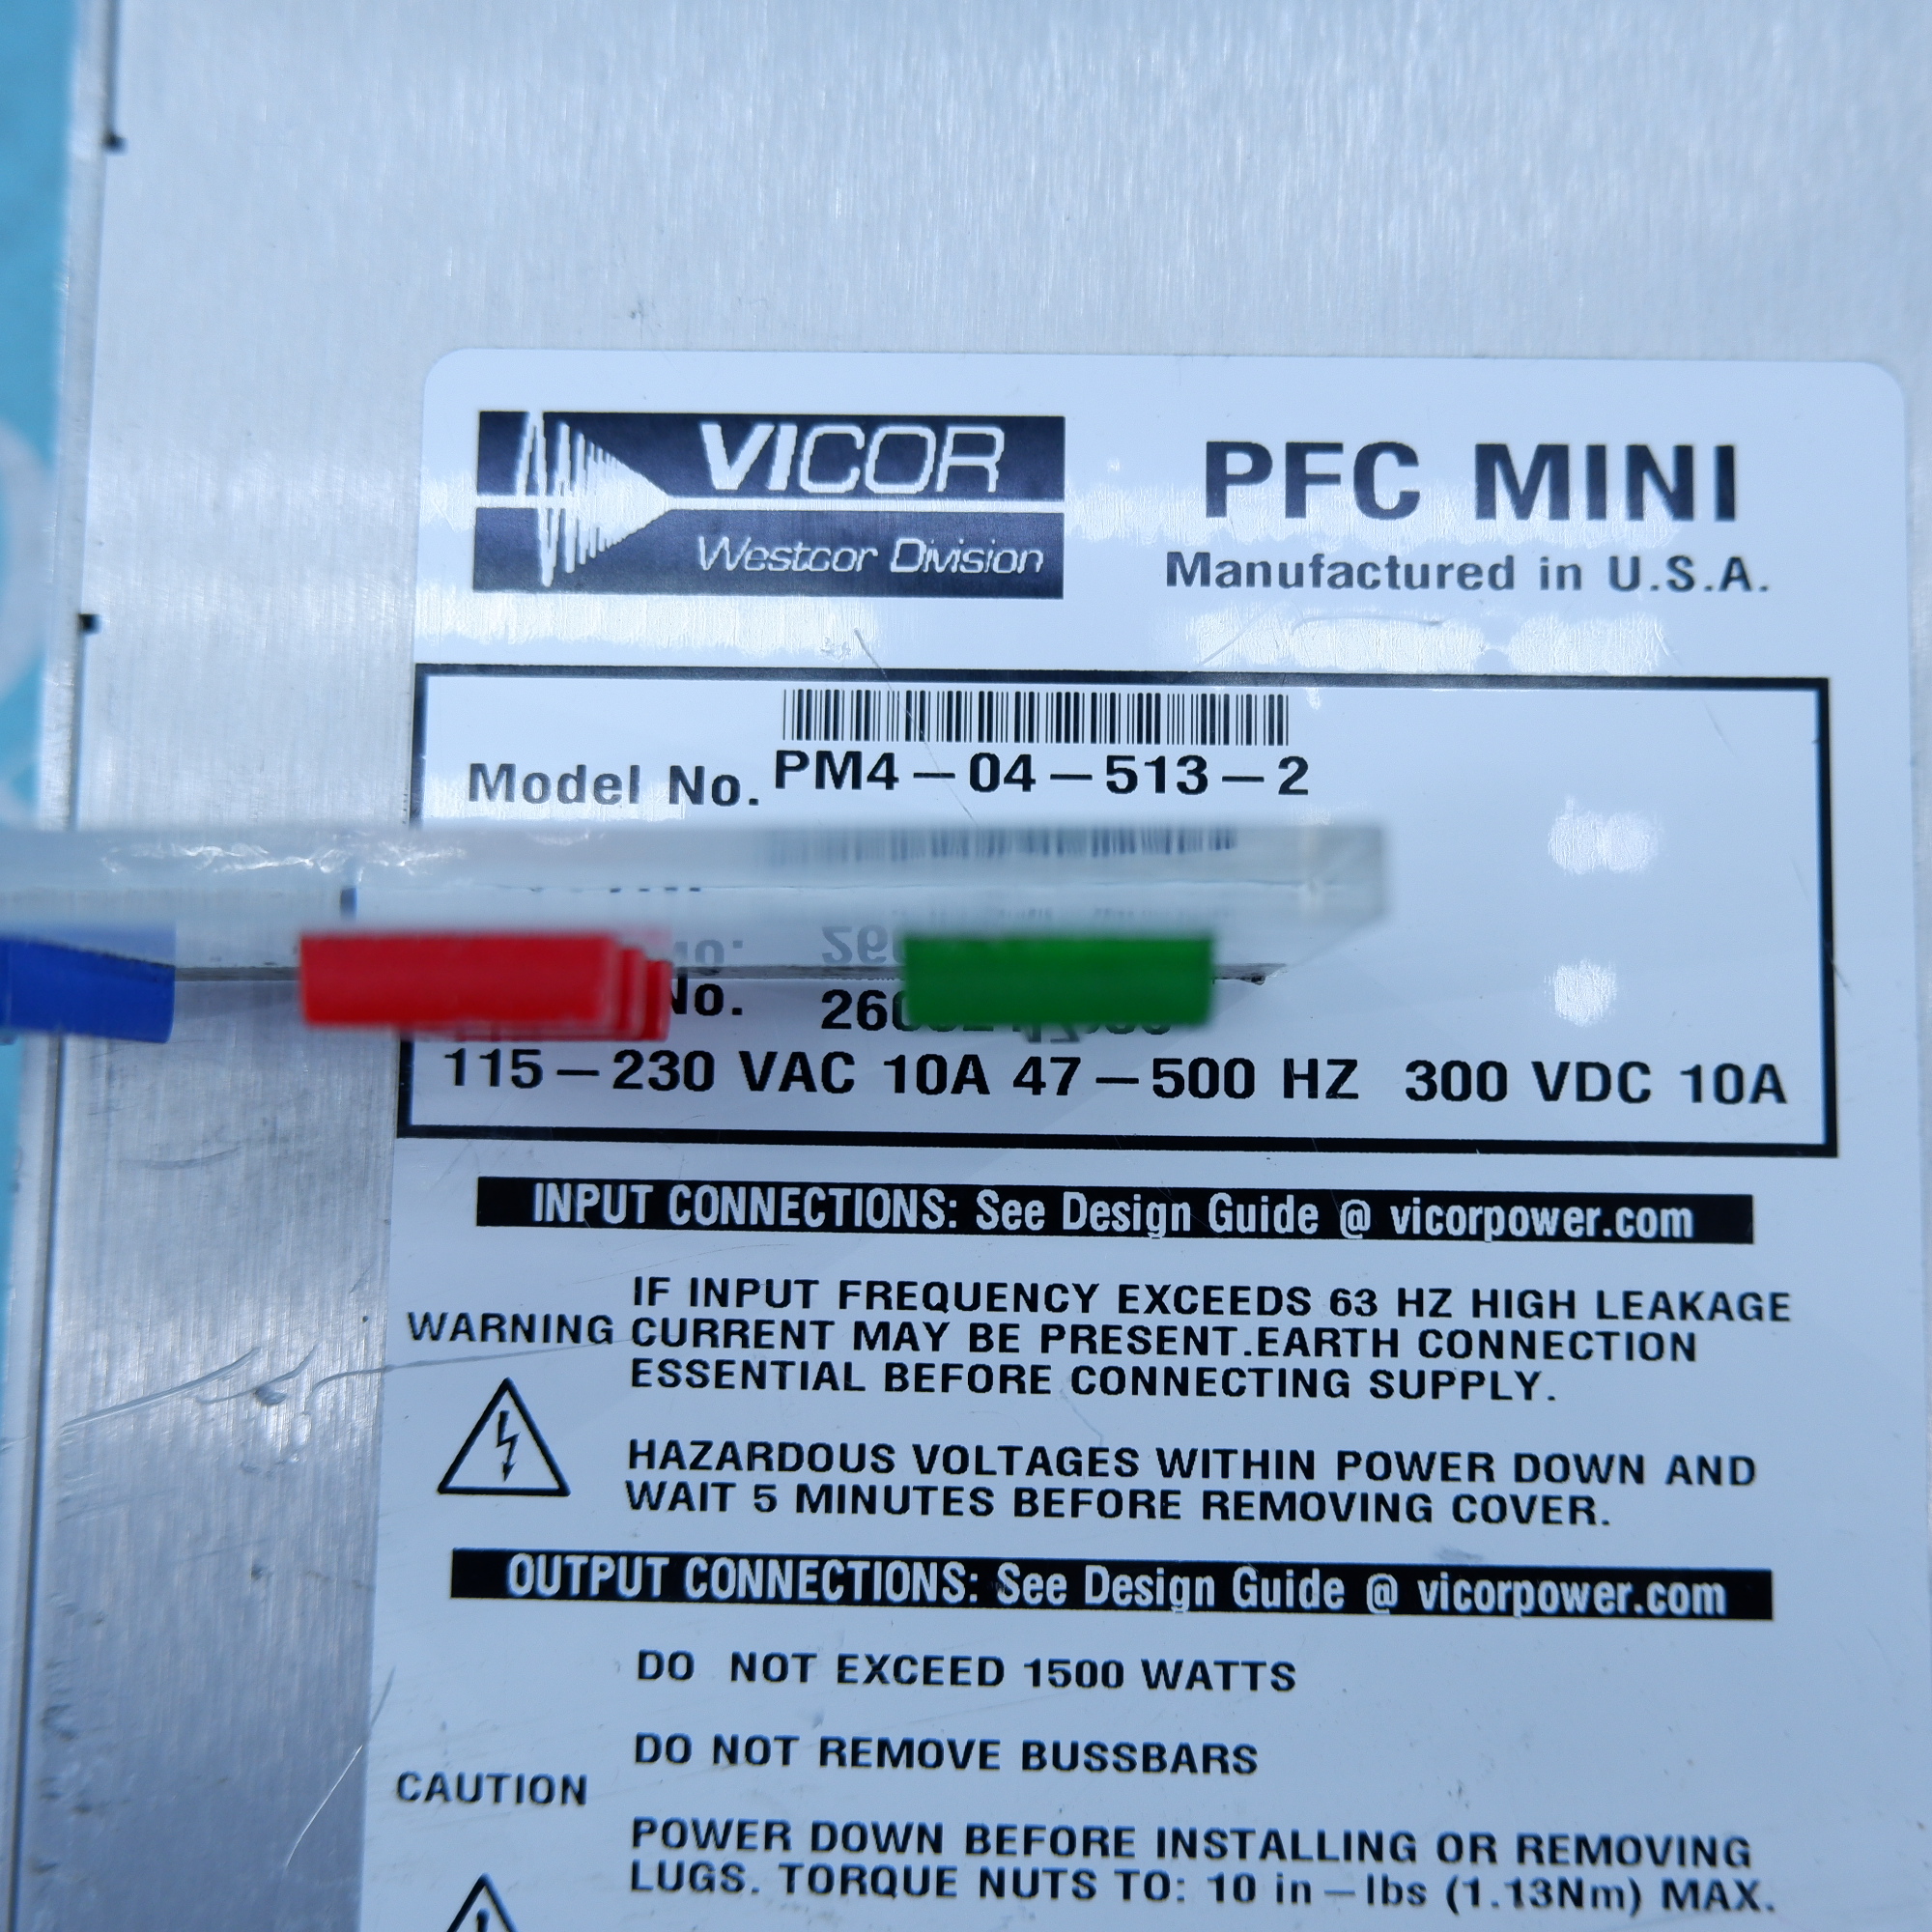 VICOR
Westcor Division
PFC MINI
Manufactured in U.S.A.
Model No. PM4-04-513-2
No.
115-230 VAC 10A 47-500 HZ 300 VDC 10A
INPUT CONNECTIONS: See Design Guide @ vicorpower.com
WARNING
IF INPUT FREQUENCY EXCEEDS 63 HZ HIGH LEAKAGE
CURRENT MAY BE PRESENT.EARTH CONNECTION
ESSENTIAL BEFORE CONNECTING SUPPLY.
HAZARDOUS VOLTAGES WITHIN POWER DOWN AND
WAIT 5 MINUTES BEFORE REMOVING COVER.
OUTPUT CONNECTIONS: See Design Guide @ vicorpower.com
DO NOT EXCEED 1500 WATTS
DO NOT REMOVE BUSSBARS
CAUTION
POWER DOWN BEFORE INSTALLING OR REMOVING
LUGS. TORQUE NUTS TO: 10 in-lbs (1.13Nm) MAX.